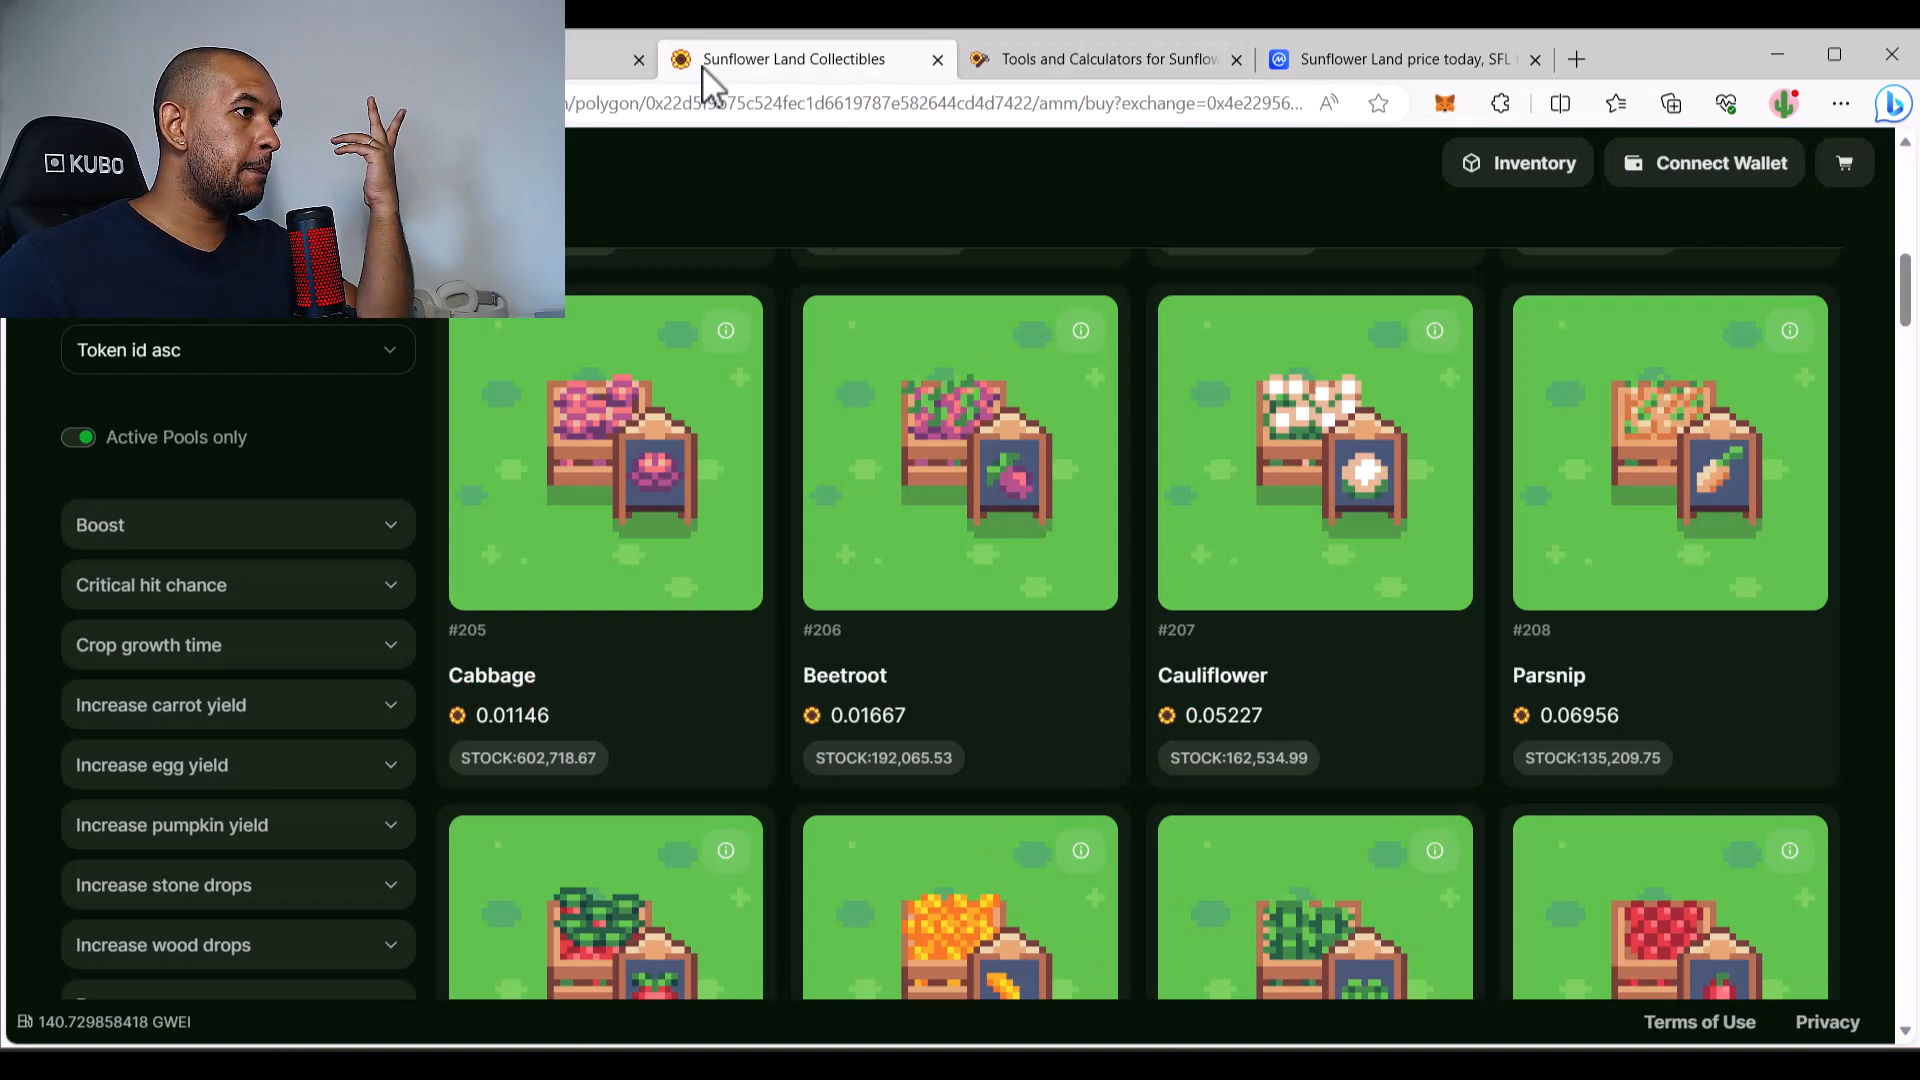 Sunflower Land Collectibles
Tools and Calculators for Sunflow
Sunflower Land price today, SFL t
n/polygon/0x22d5f9b75c524fec1d6619787e582644cd4d7422/amm/buy?exchange=0x4e22956...
KUBO
Inventory
Connect Wallet
Token id asc
Active Pools only
Boost
Critical hit chance
Crop growth time
Increase carrot yield
Increase egg yield
Increase pumpkin yield
Increase stone drops
Increase wood drops
#205
Cabbage
0.01146
STOCK:602,718.67
#206
Beetroot
0.01667
STOCK:192,065.53
#207
Cauliflower
0.05227
STOCK:162,534.99
#208
Parsnip
0.06956
STOCK:135,209.75
140.729858418 GWEI
Terms of Use
Privacy